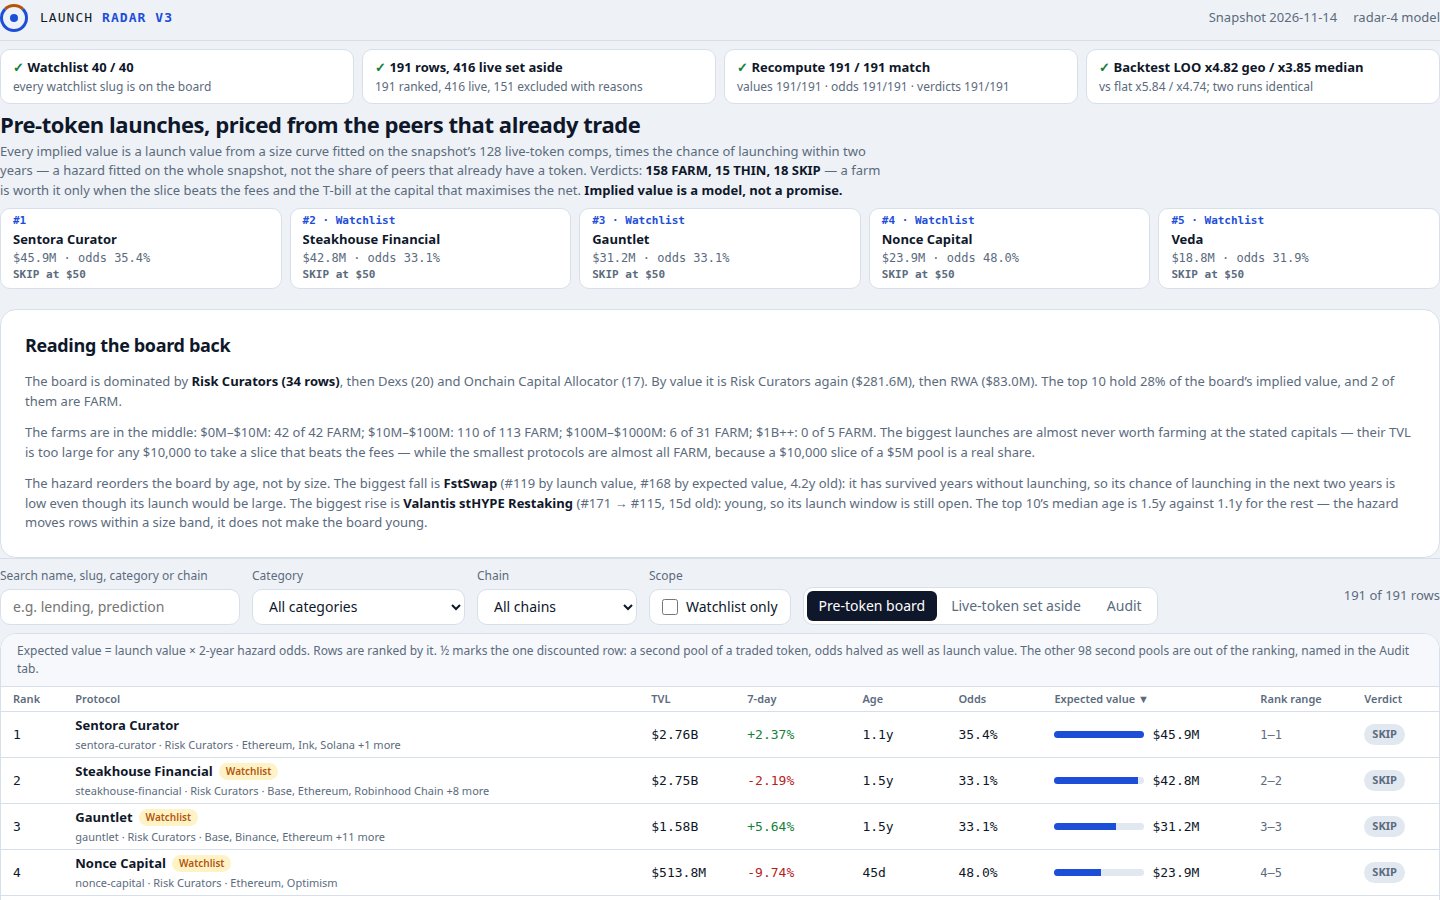 LAUNCH RADAR V3
Snapshot 2026-11-14 radar-4 model
✓ Watchlist 40 / 40
every watchlist slug is on the board
✓ 191 rows, 416 live set aside
191 ranked, 416 live, 151 excluded with reasons
✓ Recompute 191 / 191 match
values 191/191 · odds 191/191 · verdicts 191/191
✓ Backtest LOO x4.82 geo / x3.85 median
vs flat x5.84 / x4.74; two runs identical
Pre-token launches, priced from the peers that already trade
Every implied value is a launch value from a size curve fitted on the snapshot's 128 live-token comps, times the chance of launching within two
years — a hazard fitted on the whole snapshot, not the share of peers that already have a token. Verdicts: 158 FARM, 15 THIN, 18 SKIP — a farm
is worth it only when the slice beats the fees and the T-bill at the capital that maximises the net. Implied value is a model, not a promise.
#1
Sentora Curator
$45.9M · odds 35.4%
SKIP at $50
#2 · Watchlist
Steakhouse Financial
$42.8M · odds 33.1%
SKIP at $50
#3 · Watchlist
Gauntlet
$31.2M · odds 33.1%
SKIP at $50
#4 · Watchlist
Nonce Capital
$23.9M · odds 48.0%
SKIP at $50
#5 · Watchlist
Veda
$18.8M · odds 31.9%
SKIP at $50
Reading the board back
The board is dominated by Risk Curators (34 rows), then Dexs (20) and Onchain Capital Allocator (17). By value it is Risk Curators again ($281.6M), then RWA ($83.0M). The top 10 hold 28% of the board's implied value, and 2 of
them are FARM.
The farms are in the middle: $0M–$10M: 42 of 42 FARM; $10M–$100M: 110 of 113 FARM; $100M–$1000M: 6 of 31 FARM; $1B++: 0 of 5 FARM. The biggest launches are almost never worth farming at the stated capitals — their TVL
is too large for any $10,000 to take a slice that beats the fees — while the smallest protocols are almost all FARM, because a $10,000 slice of a $5M pool is a real share.
The hazard reorders the board by age, not by size. The biggest fall is FstSwap (#119 by launch value, #168 by expected value, 4.2y old): it has survived years without launching, so its chance of launching in the next two years is
low even though its launch would be large. The biggest rise is Valantis stHYPE Restaking (#171 → #115, 15d old): young, so its launch window is still open. The top 10's median age is 1.5y against 1.1y for the rest — the hazard
moves rows within a size band, it does not make the board young.
Search name, slug, category or chain
Category
Chain
Scope
e.g. lending, prediction
All categories
All chains
Watchlist only
Pre-token board
Live-token set aside
Audit
191 of 191 rows
Expected value = launch value × 2-year hazard odds. Rows are ranked by it. ½ marks the one discounted row: a second pool of a traded token, odds halved as well as launch value. The other 98 second pools are out of the ranking, named in the Audit
tab.
Rank Protocol TVL 7-day Age Odds Expected value ▼ Rank range Verdict
1 Sentora Curator $2.76B +2.37% 1.1y 35.4% $45.9M 1–1 SKIP
sentora-curator · Risk Curators · Ethereum, Ink, Solana +1 more
2 Steakhouse Financial Watchlist $2.75B -2.19% 1.5y 33.1% $42.8M 2–2 SKIP
steakhouse-financial · Risk Curators · Base, Ethereum, Robinhood Chain +8 more
3 Gauntlet Watchlist $1.58B +5.64% 1.5y 33.1% $31.2M 3–3 SKIP
gauntlet · Risk Curators · Base, Binance, Ethereum +11 more
4 Nonce Capital Watchlist $513.8M -9.74% 45d 48.0% $23.9M 4–5 SKIP
nonce-capital · Risk Curators · Ethereum, Optimism